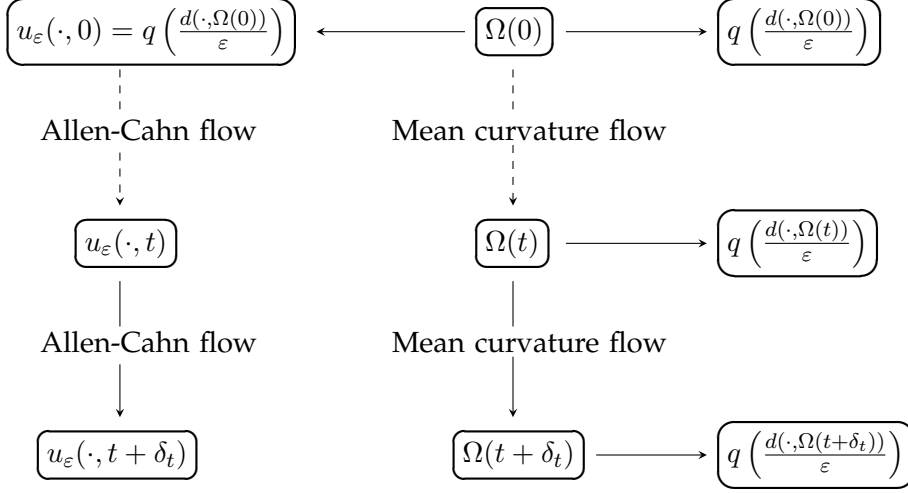 u_ε(·, 0) = q(d(·,Ω(0))/ε) Ω(0) q(d(·,Ω(0))/ε)
Allen-Cahn flow Mean curvature flow
u_ε(·, t) Ω(t) q(d(·,Ω(t))/ε)
Allen-Cahn flow Mean curvature flow
u_ε(·, t + δ_t) Ω(t + δ_t) q(d(·,Ω(t+δ_t))/ε)